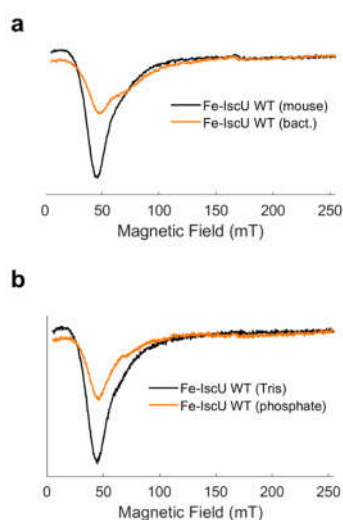 a
Fe-IscU WT (mouse)
Fe-IscU WT (bact.)
0 50 100 150 200 250
Magnetic Field (mT)
b
Fe-IscU WT (Tris)
Fe-IscU WT (phosphate)
0 50 100 150 200 250
Magnetic Field (mT)